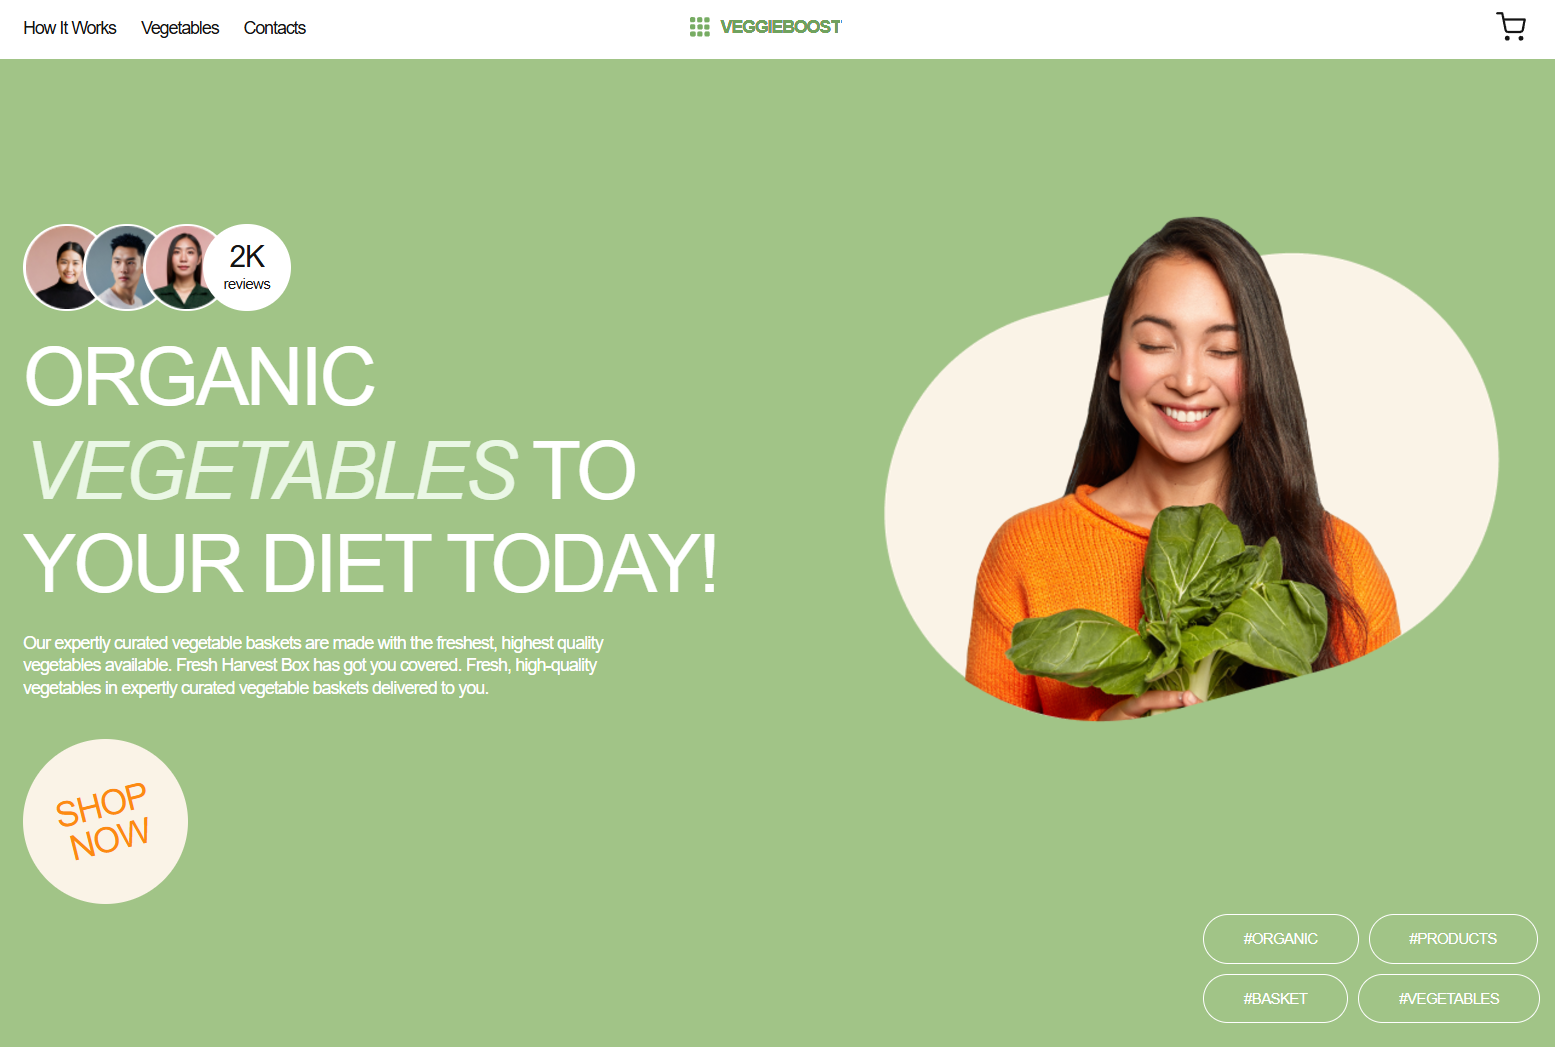 How It Works
Vegetables
Contacts
VEGGIEBOOST
2K
reviews
ORGANIC
VEGETABLES TO
YOUR DIET TODAY!
Our expertly curated vegetable baskets are made with the freshest, highest quality
vegetables available. Fresh Harvest Box has got you covered. Fresh, high-quality
vegetables in expertly curated vegetable baskets delivered to you.
SHOP
NOW
#ORGANIC
#PRODUCTS
#BASKET
#VEGETABLES